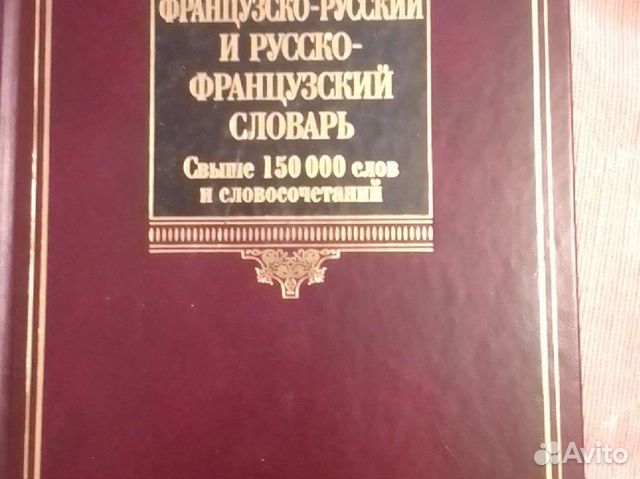 ФРАНЦУЗСКО-РУССКИЙ
И РУССКО-
ФРАНЦУЗСКИЙ
СЛОВАРЬ
Свыше 150 000 слов
и словосочетаний
Avito